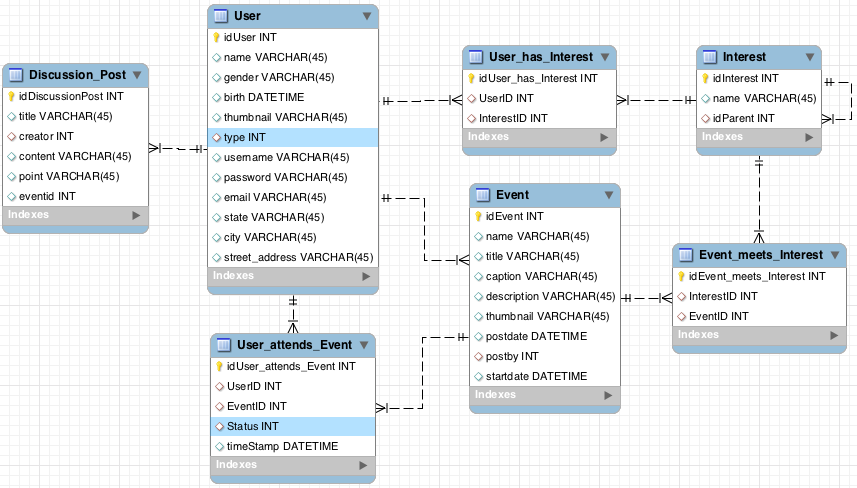 User
idUser INT
name VARCHAR(45)
gender VARCHAR(45)
birth DATETIME
thumbnail VARCHAR(45)
type INT
username VARCHAR(45)
password VARCHAR(45)
email VARCHAR(45)
state VARCHAR(45)
city VARCHAR(45)
street_address VARCHAR(45)
Indexes
Discussion_Post
idDiscussionPost INT
title VARCHAR(45)
creator INT
content VARCHAR(45)
point VARCHAR(45)
eventid INT
Indexes
User_has_Interest
idUser_has_Interest INT
UserID INT
InterestID INT
Indexes
Interest
idInterest INT
name VARCHAR(45)
idParent INT
Indexes
Event
idEvent INT
name VARCHAR(45)
title VARCHAR(45)
caption VARCHAR(45)
description VARCHAR(45)
thumbnail VARCHAR(45)
postdate DATETIME
postby INT
startdate DATETIME
Indexes
Event_meets_Interest
idEvent_meets_Interest INT
InterestID INT
EventID INT
Indexes
User_attends_Event
idUser_attends_Event INT
UserID INT
EventID INT
Status INT
timeStamp DATETIME
Indexes